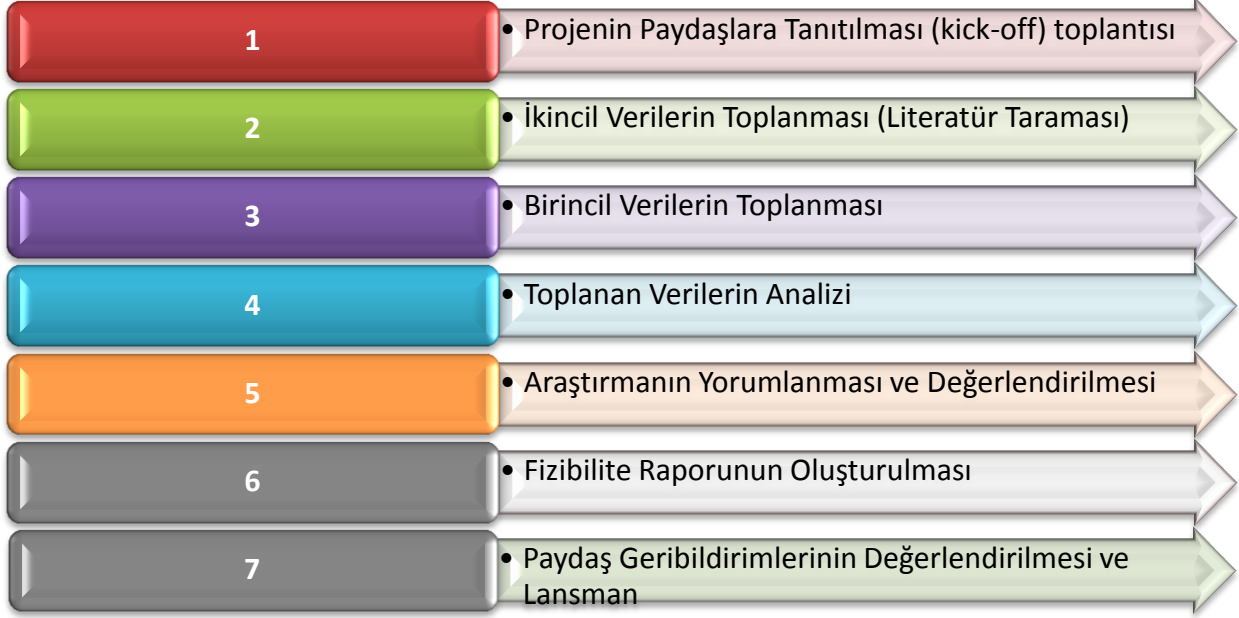 1
• Projenin Paydaşlara Tanıtılması (kick-off) toplantısı
2
• İkincil Verilerin Toplanması (Literatür Taraması)
3
• Birincil Verilerin Toplanması
4
• Toplanan Verilerin Analizi
5
• Araştırmanın Yorumlanması ve Değerlendirilmesi
6
• Fizibilite Raporunun Oluşturulması
7
• Paydaş Geribildirimlerinin Değerlendirilmesi ve
Lansman